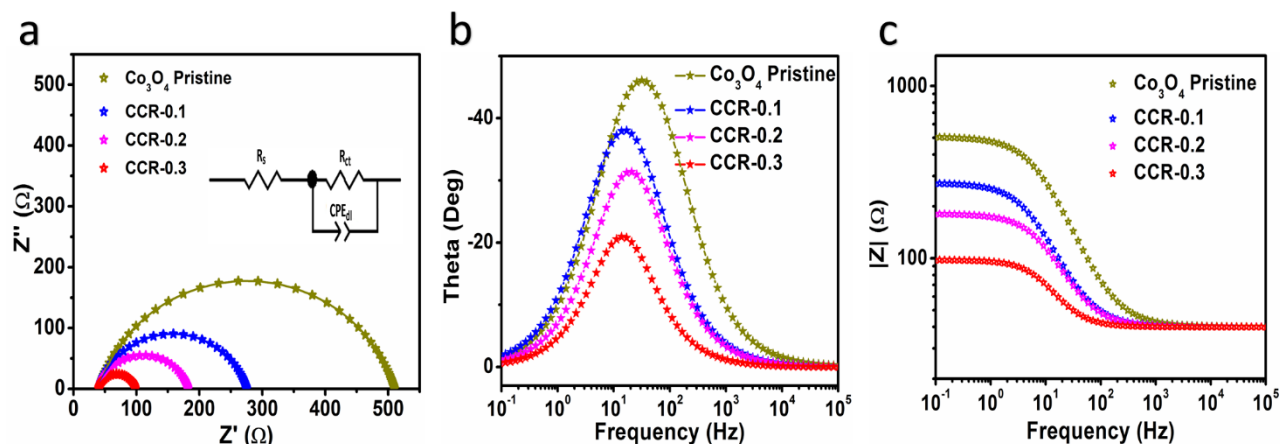 a
Z'' (Ω)
500
400
300
200
100
0
Co₃O₄ Pristine
CCR-0.1
CCR-0.2
CCR-0.3
Rₛ
R_ct
CPE_dl
0 100 200 300 400 500
Z' (Ω)
b
Theta (Deg)
-40
-20
0
Co₃O₄ Pristine
CCR-0.1
CCR-0.2
CCR-0.3
10⁻¹ 10⁰ 10¹ 10² 10³ 10⁴ 10⁵
Frequency (Hz)
c
|Z| (Ω)
1000
100
Co₃O₄ Pristine
CCR-0.1
CCR-0.2
CCR-0.3
10⁻¹ 10⁰ 10¹ 10² 10³ 10⁴ 10⁵
Frequency (Hz)